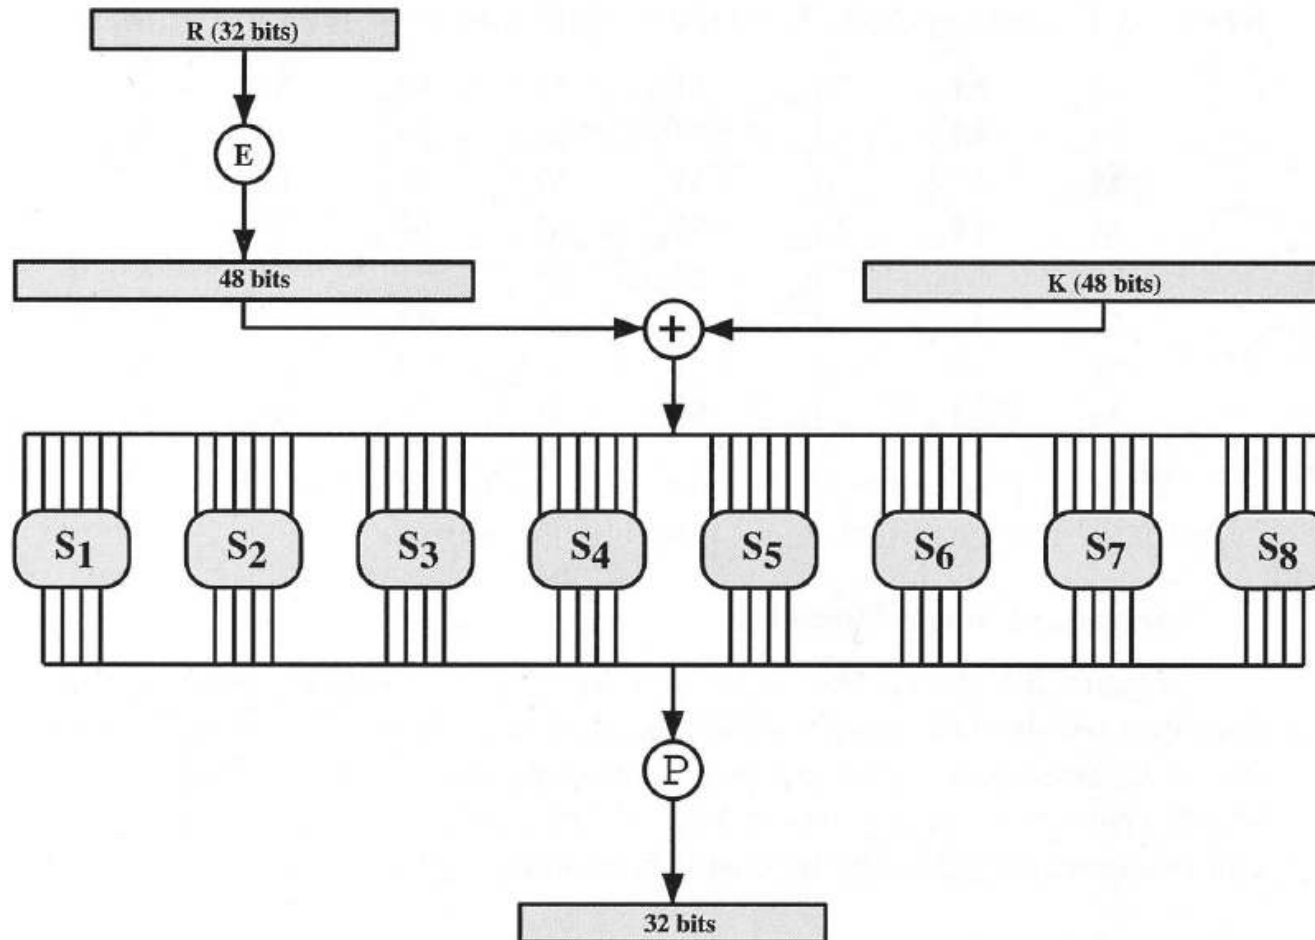 R (32 bits)
E
48 bits
K (48 bits)
+
S1 S2 S3 S4 S5 S6 S7 S8
P
32 bits